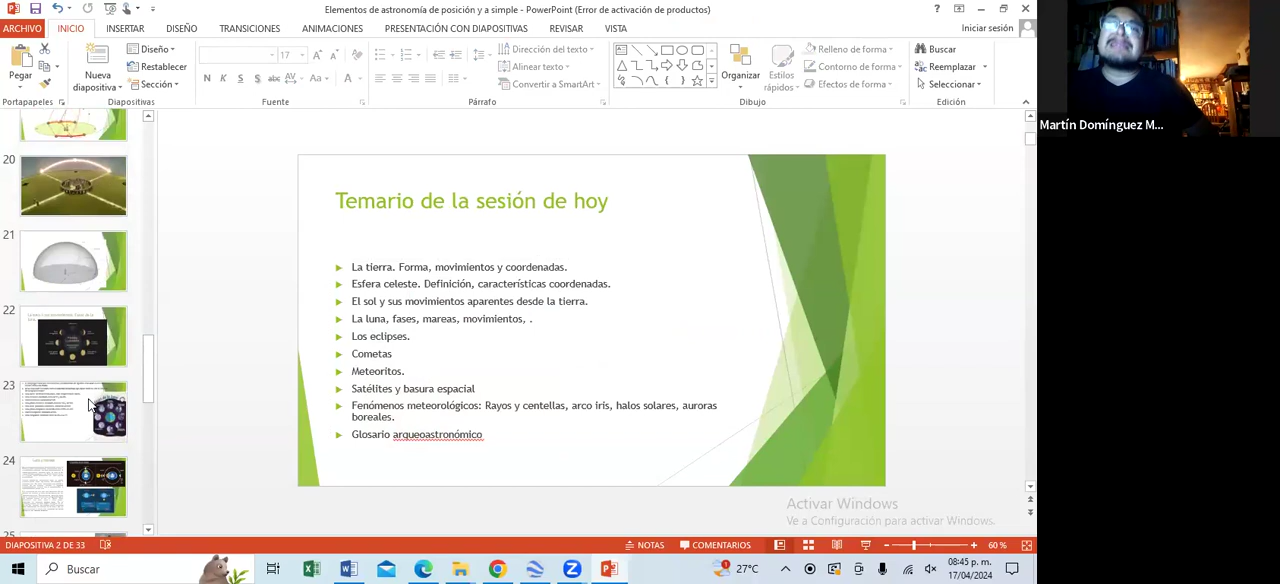 Elementos de astronomía de posición y a simple - PowerPoint (Error de activación de productos)
ARCHIVO
INICIO
INSERTAR
DISEÑO
TRANSICIONES
ANIMACIONES
PRESENTACIÓN CON DIAPOSITIVAS
REVISAR
VISTA
Iniciar sesión
Pegar
Nueva
diapositiva
Diseño
Restablecer
Sección
17
Dirección del texto
Alinear texto
Convertir a SmartArt
Organizar
Estilos
rápidos
Relleno de forma
Contorno de forma
Efectos de forma
Buscar
Reemplazar
Seleccionar
Portapapeles
Diapositivas
Fuente
Párrafo
Dibujo
Edición
Martín Domínguez M...
20
21
22
23
24
Temario de la sesión de hoy
La tierra. Forma, movimientos y coordenadas.
Esfera celeste. Definición, características coordenadas.
El sol y sus movimientos aparentes desde la tierra.
La luna, fases, mareas, movimientos, .
Los eclipses.
Cometas
Meteoritos.
Satélites y basura espacial
Fenómenos meteorológicos. Rayos y centellas, arco iris, halos solares, auroras
boreales.
Glosario arqueoastronómico
Activar Windows
Ve a Configuración para activar Windows.
DIAPOSITIVA 2 DE 33
NOTAS
COMENTARIOS
60 %
Buscar
27°C
08:45 p. m.
17/04/2024